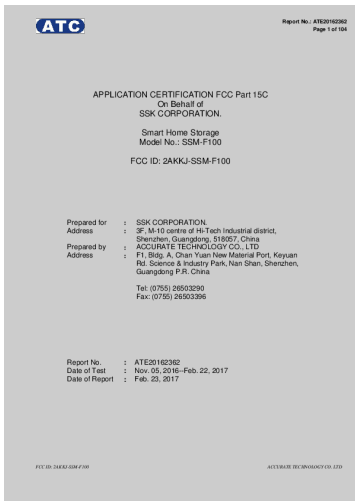 ATC
Report No.: ATE20162362
Page 1 of 104
APPLICATION CERTIFICATION FCC Part 15C
On Behalf of
SSK CORPORATION.
Smart Home Storage
Model No.: SSM-F100
FCC ID: 2AKKJ-SSM-F100
Prepared for : SSK CORPORATION.
Address : 3F, M-10 centre of Hi-Tech Industrial district,
Shenzhen, Guangdong, 518057, China
Prepared by : ACCURATE TECHNOLOGY CO., LTD
Address : F1, Bldg. A, Chan Yuan New Material Port, Keyuan
Rd. Science & Industry Park, Nan Shan, Shenzhen,
Guangdong P.R. China
Tel: (0755) 26503290
Fax: (0755) 26503396
Report No. : ATE20162362
Date of Test : Nov. 05, 2016--Feb. 22, 2017
Date of Report : Feb. 23, 2017
FCC ID: 2AKKJ-SSM-F100
ACCURATE TECHNOLOGY CO. LTD